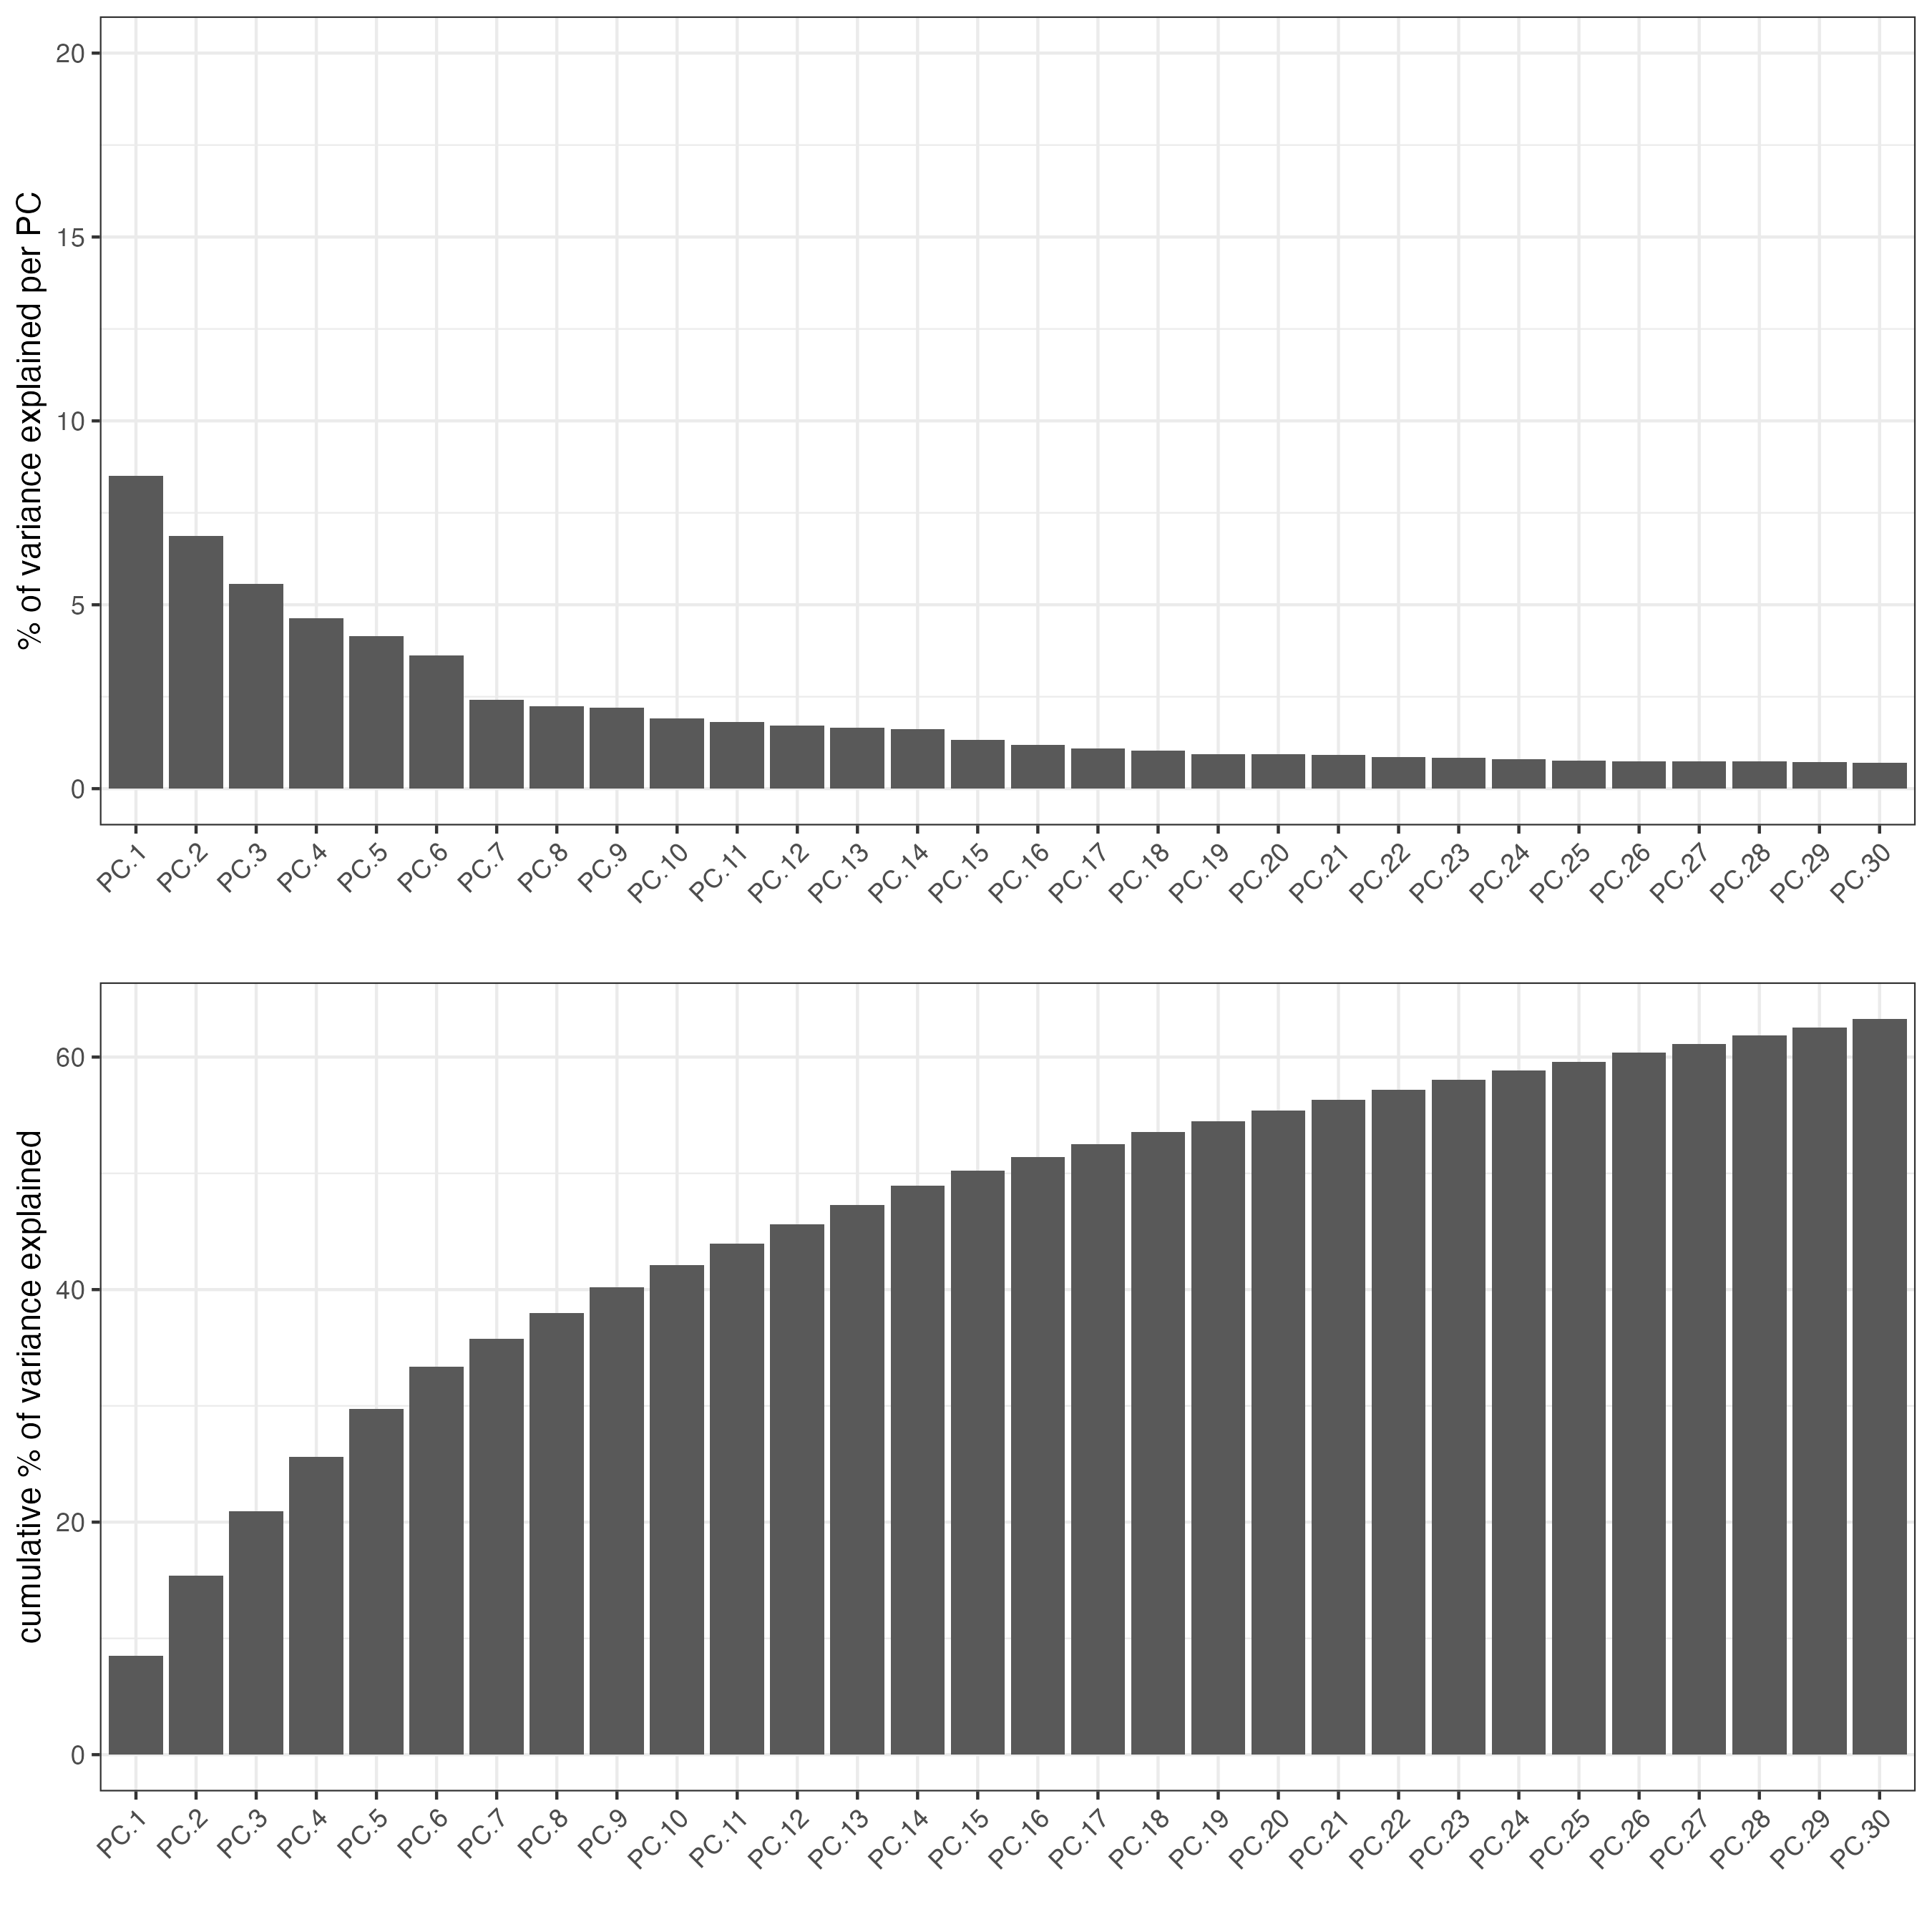 % of variance explained per PC
20
15
10
5
0
PC.1 PC.2 PC.3 PC.4 PC.5 PC.6 PC.7 PC.8 PC.9 PC.10 PC.11 PC.12 PC.13 PC.14 PC.15 PC.16 PC.17 PC.18 PC.19 PC.20 PC.21 PC.22 PC.23 PC.24 PC.25 PC.26 PC.27 PC.28 PC.29 PC.30
cumulative % of variance explained
60
40
20
0
PC.1 PC.2 PC.3 PC.4 PC.5 PC.6 PC.7 PC.8 PC.9 PC.10 PC.11 PC.12 PC.13 PC.14 PC.15 PC.16 PC.17 PC.18 PC.19 PC.20 PC.21 PC.22 PC.23 PC.24 PC.25 PC.26 PC.27 PC.28 PC.29 PC.30